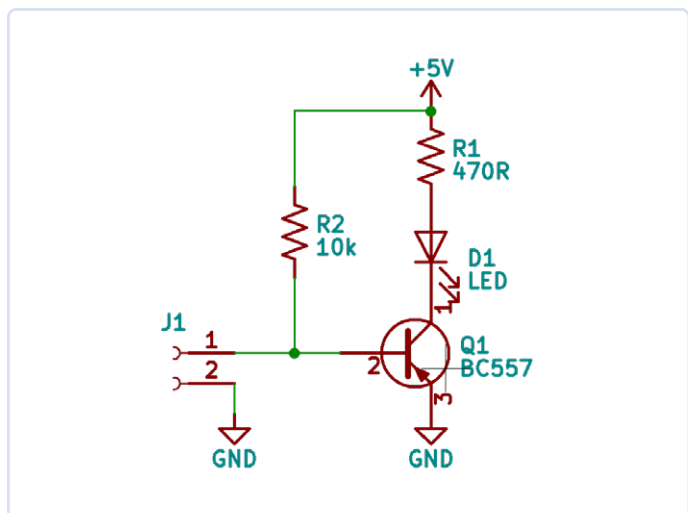 +5V
R1
470R
R2
10k
D1
LED
1
J1
1
2
2
Q1
BC557
3
GND
GND